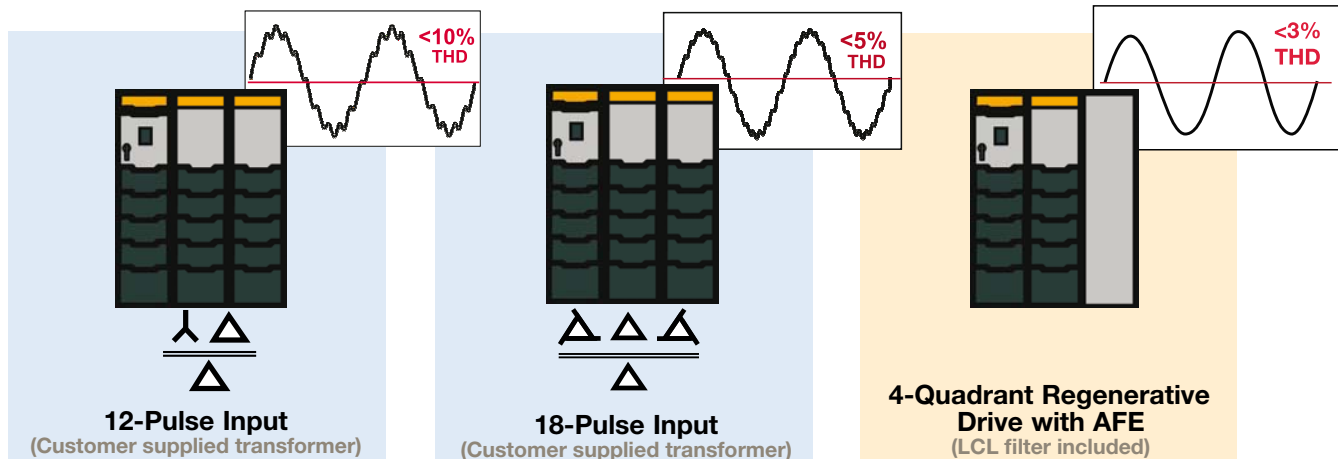 <10%
THD
12-Pulse Input
(Customer supplied transformer)
<5%
THD
18-Pulse Input
(Customer supplied transformer)
<3%
THD
4-Quadrant Regenerative
Drive with AFE
(LCL filter included)